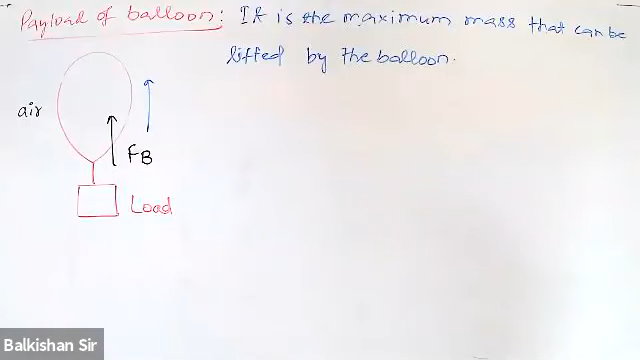 Payload of balloon: It is the maximum mass that can be
lifted by the balloon.
air
FB
Load
Balkishan Sir